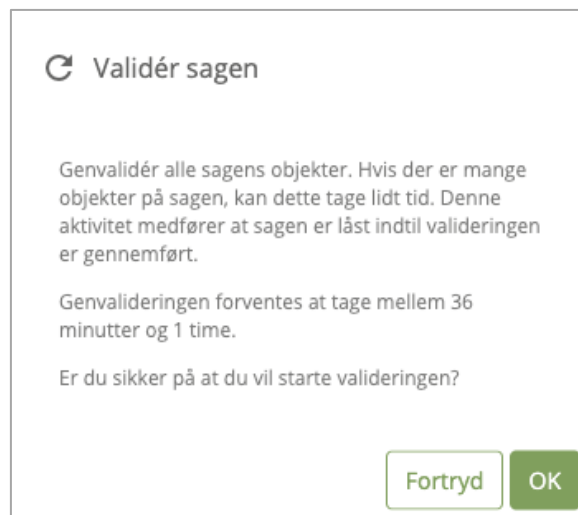 Validér sagen
Genvalidér alle sagens objekter. Hvis der er mange
objekter på sagen, kan dette tage lidt tid. Denne
aktivitet medfører at sagen er låst indtil valideringen
er gennemført.
Genvalideringen forventes at tage mellem 36
minutter og 1 time.
Er du sikker på at du vil starte valideringen?
Fortryd OK